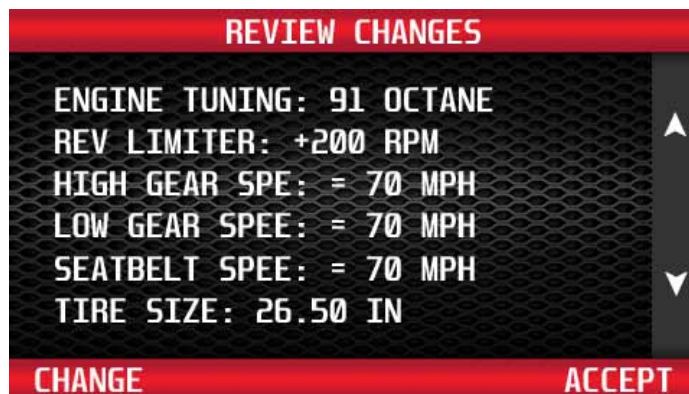 REVIEW CHANGES
ENGINE TUNING: 91 OCTANE
REV LIMITER: +200 RPM
HIGH GEAR SPE: = 70 MPH
LOW GEAR SPEE: = 70 MPH
SEATBELT SPEE: = 70 MPH
TIRE SIZE: 26.50 IN
CHANGE ACCEPT